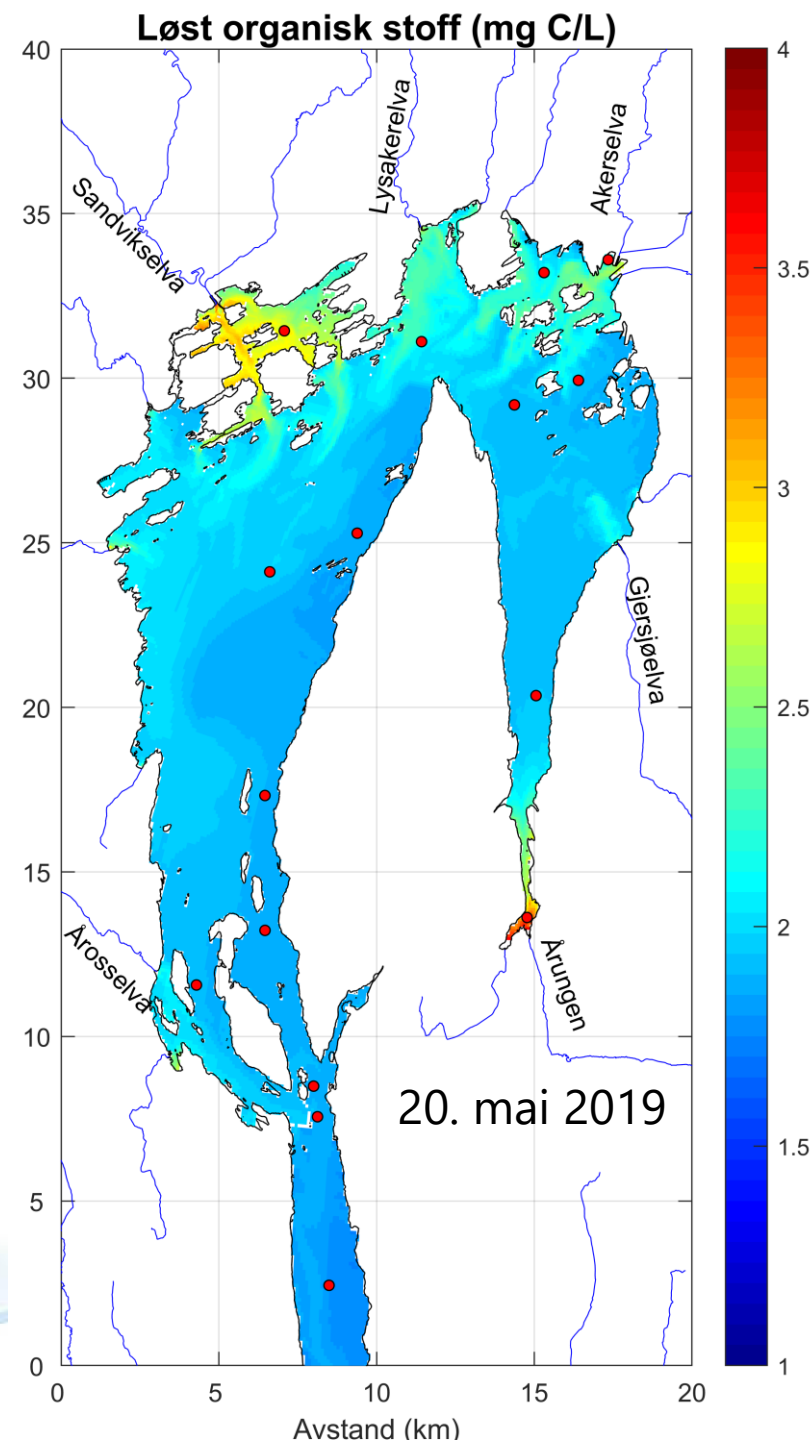 Løst organisk stoff (mg C/L)
40
35
30
25
20
15
10
5
0
0
5
10
15
20
Avstand (km)
4
3.5
3
2.5
2
1.5
1
Sandvikselva
Lysakerelva
Akerselva
Gjersjøelva
Årungen
Årosselva
20. mai 2019